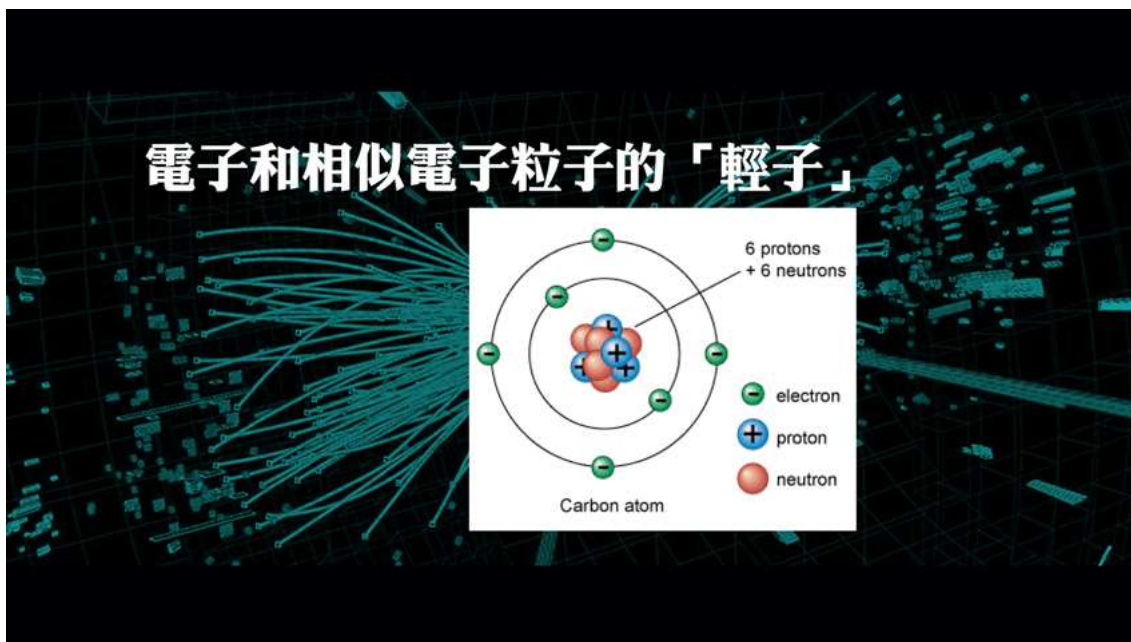 電子和相似電子粒子的「輕子」
6 protons
+ 6 neutrons
electron
proton
neutron
Carbon atom